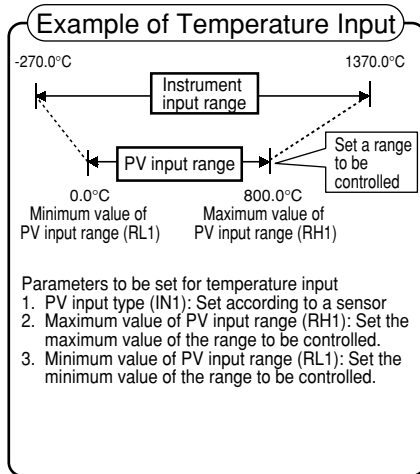 Example of Temperature Input
-270.0°C 1370.0°C
Instrument
input range
PV input range
Set a range
to be
controlled
0.0°C 800.0°C
Minimum value of Maximum value of
PV input range (RL1) PV input range (RH1)
Parameters to be set for temperature input
1. PV input type (IN1): Set according to a sensor
2. Maximum value of PV input range (RH1): Set the
maximum value of the range to be controlled.
3. Minimum value of PV input range (RL1): Set the
minimum value of the range to be controlled.